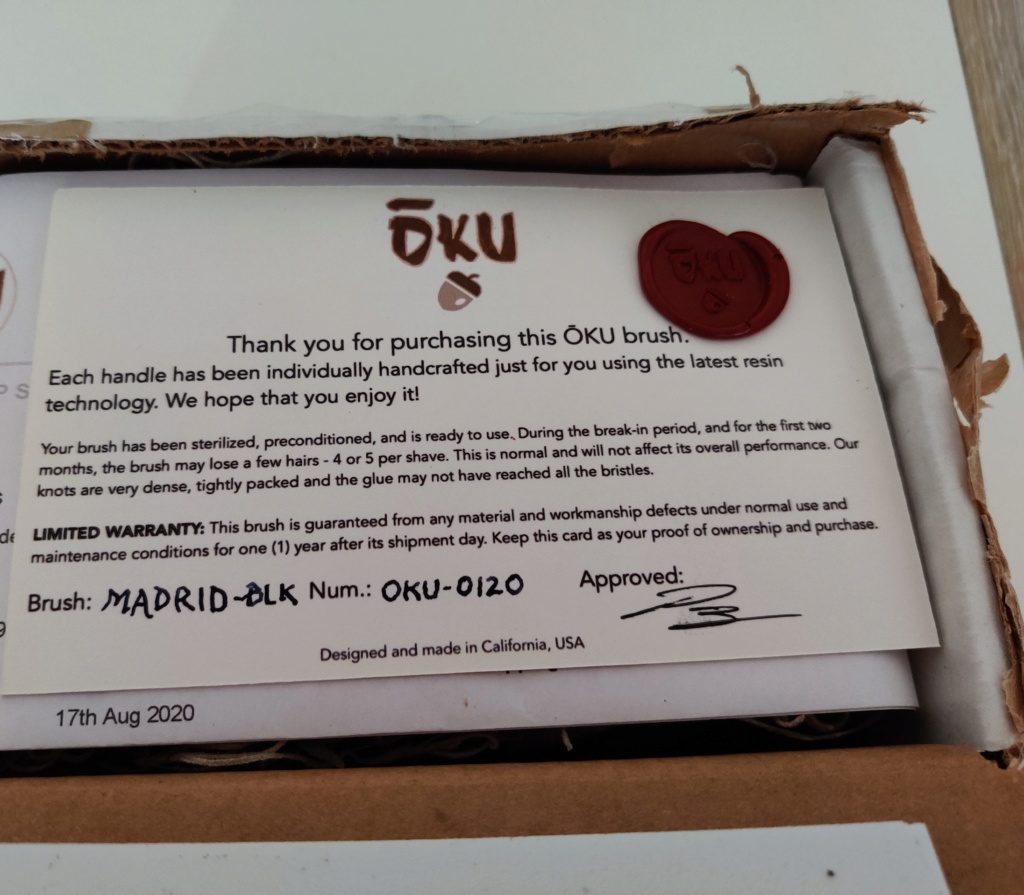 ŌKU
ŌKU
Thank you for purchasing this ŌKU brush.
Each handle has been individually handcrafted just for you using the latest resin
technology. We hope that you enjoy it!
Your brush has been sterilized, preconditioned, and is ready to use. During the break-in period, and for the first two
months, the brush may lose a few hairs - 4 or 5 per shave. This is normal and will not affect its overall performance. Our
knots are very dense, tightly packed and the glue may not have reached all the bristles.
LIMITED WARRANTY: This brush is guaranteed from any material and workmanship defects under normal use and
maintenance conditions for one (1) year after its shipment day. Keep this card as your proof of ownership and purchase.
Brush: MADRID-BLK Num.: OKU-0120 Approved:
Designed and made in California, USA
17th Aug 2020